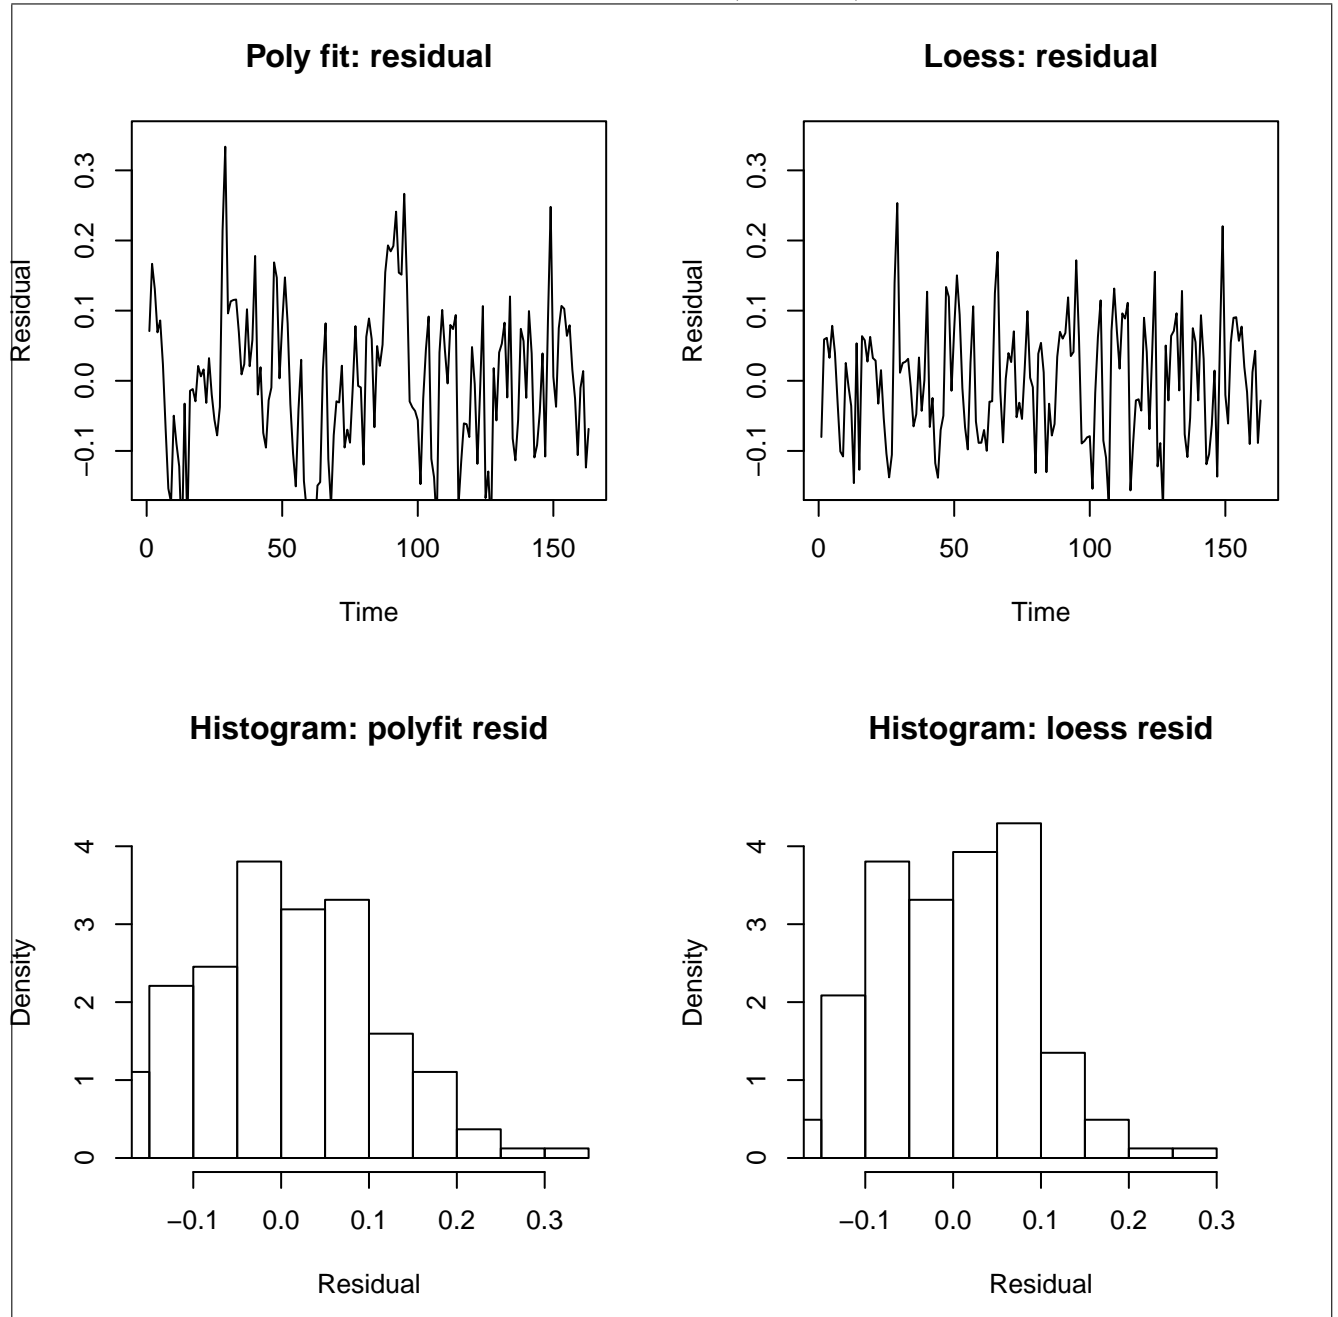 Poly fit: residual
Residual
0.3
0.2
0.1
0.0
−0.1
0 50 100 150
Time
Loess: residual
Residual
0.3
0.2
0.1
0.0
−0.1
0 50 100 150
Time
Histogram: polyfit resid
Density
4
3
2
1
0
−0.1 0.0 0.1 0.2 0.3
Residual
Histogram: loess resid
Density
4
3
2
1
0
−0.1 0.0 0.1 0.2 0.3
Residual